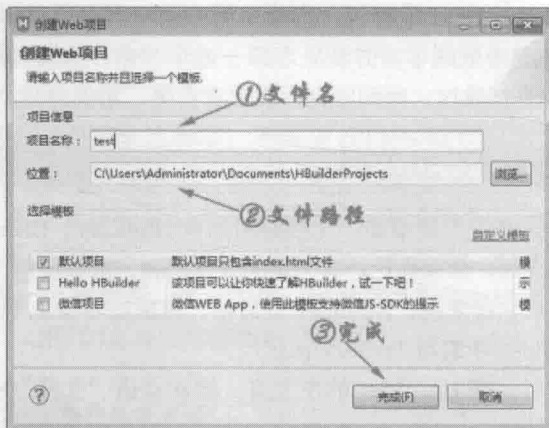 创建Web项目
创建Web项目
请输入项目名称并且选择一个模板.
①文件名
项目信息
项目名称： test
位置： C:\Users\Administrator\Documents\HBuilderProjects 浏览...
②文件路径
选择模板
自定义模板
默认项目 默认项目只包含index.html文件 模
Hello HBuilder 该项目可以让你快速了解HBuilder，试一下吧！ 示
微信项目 微信WEB App，使用此模板支持微信JS-SDK的提示 模
③完成
? 完成(F) 取消